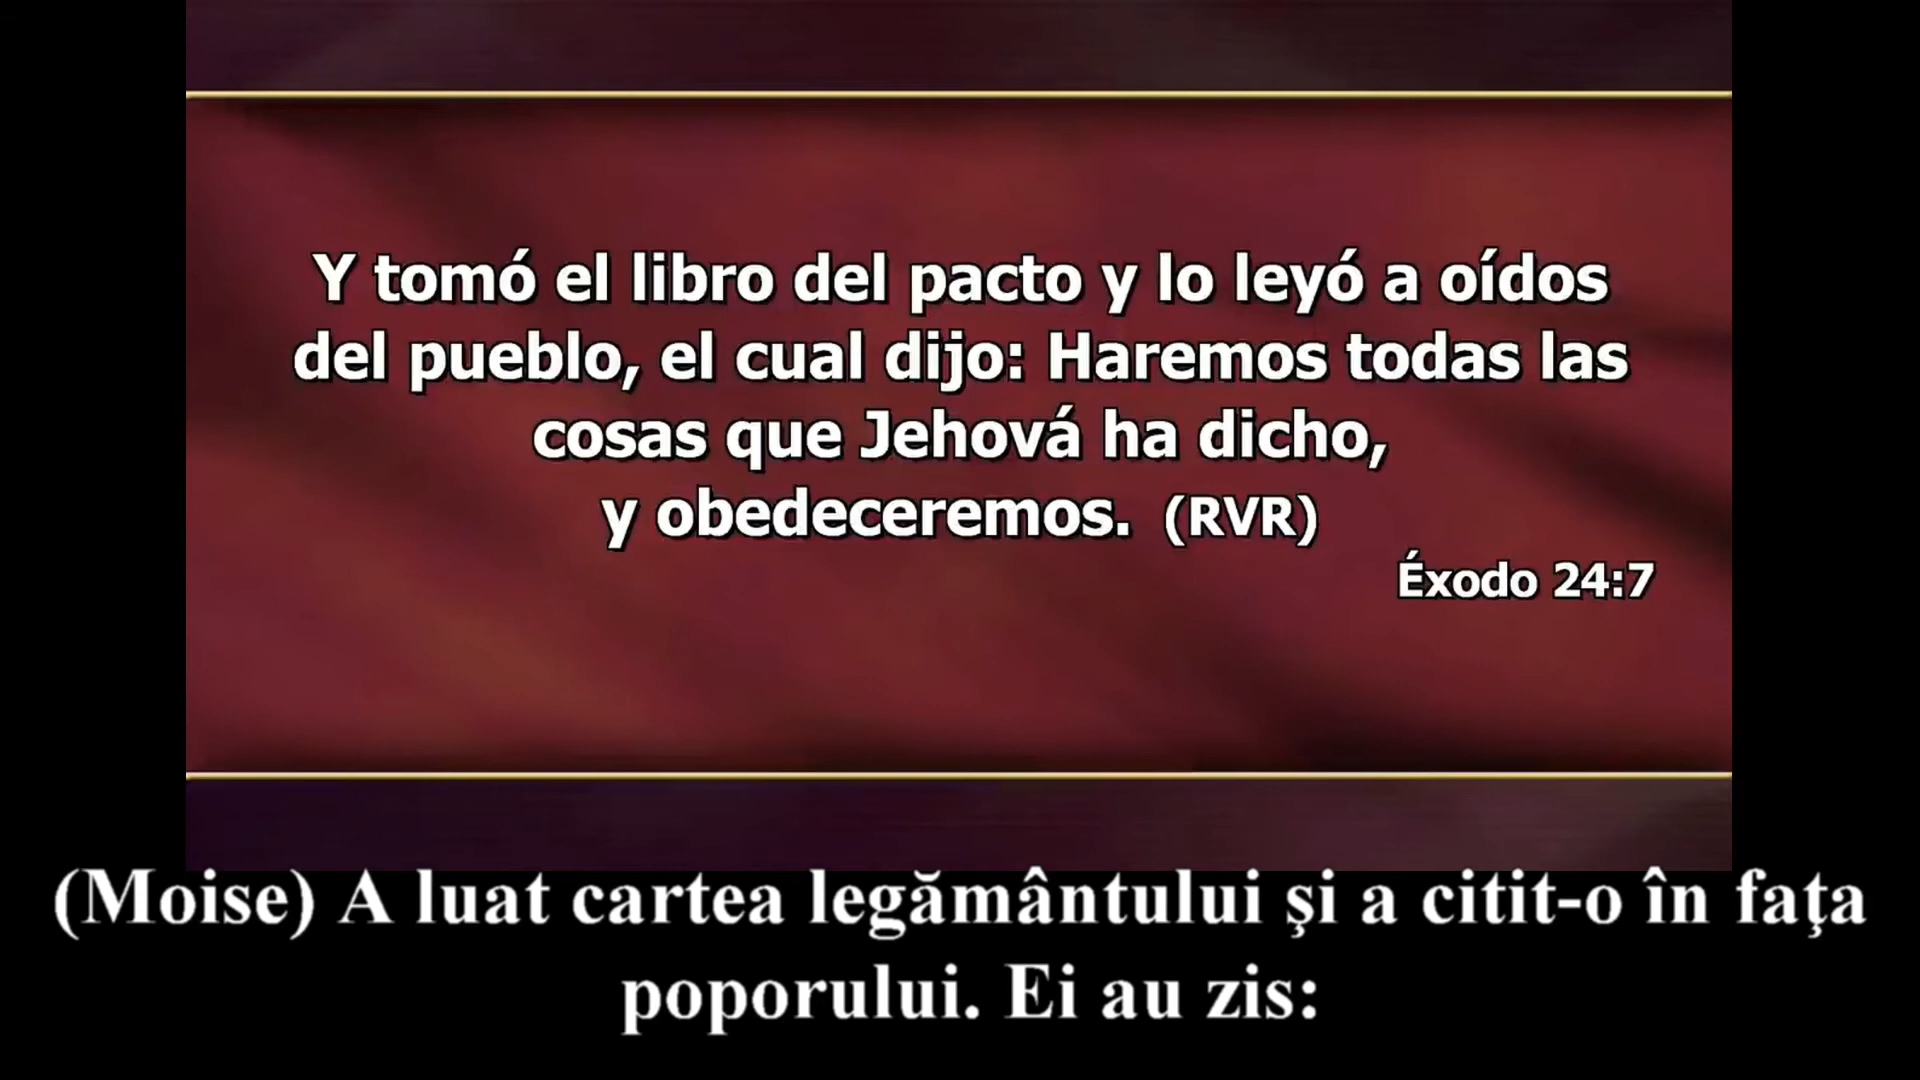 Y tomó el libro del pacto y lo leyó a oídos
del pueblo, el cual dijo: Haremos todas las
cosas que Jehová ha dicho,
y obedeceremos. (RVR)
Éxodo 24:7
(Moise) A luat cartea legământului şi a citit-o în faţa
poporului. Ei au zis: